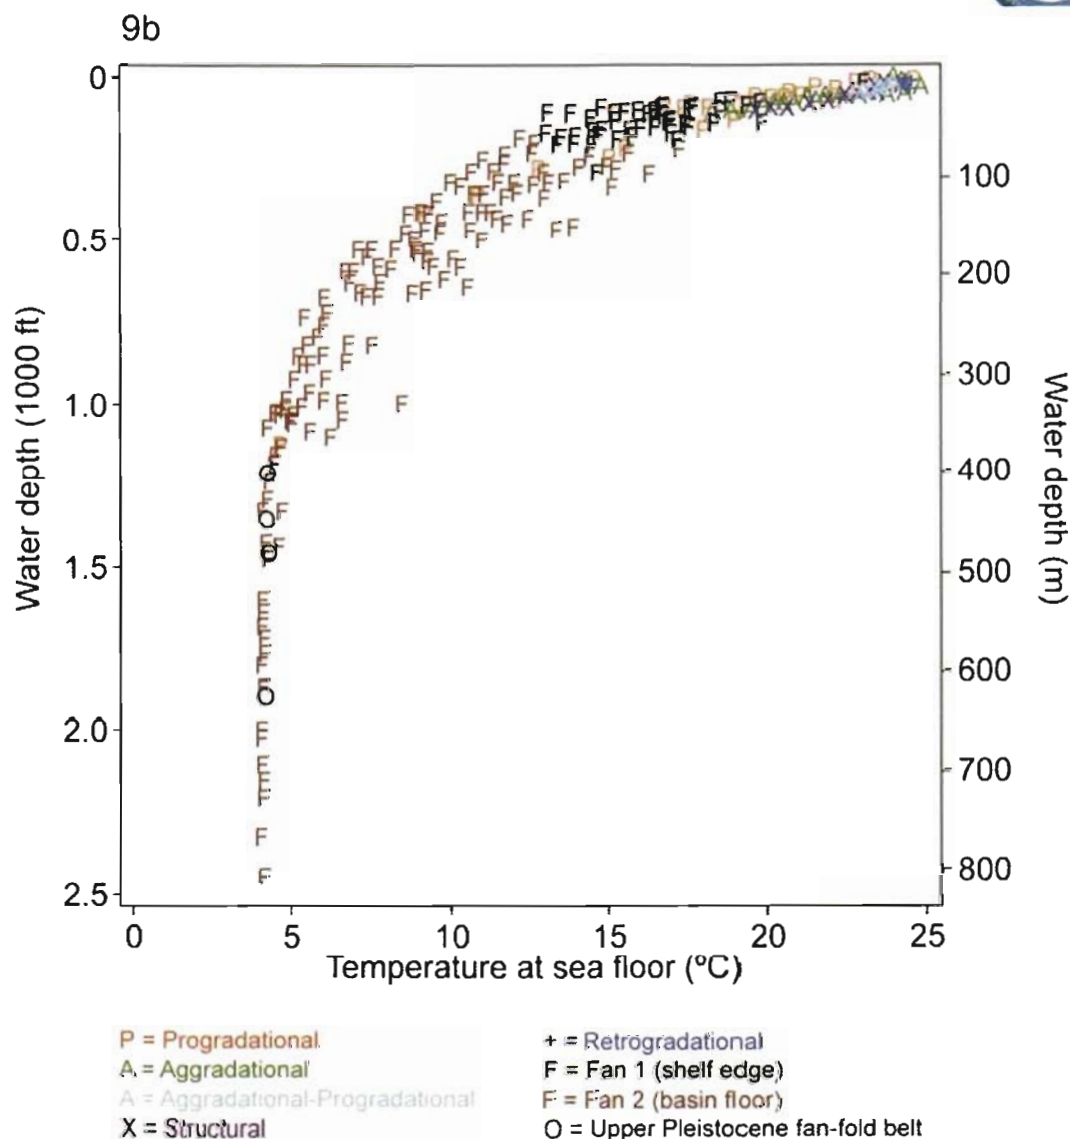 9b
0
0.5
1.0
1.5
2.0
2.5
Water depth (1000 ft)
100
200
300
400
500
600
700
800
Water depth (m)
0 5 10 15 20 25
Temperature at sea floor (ºC)
P = Progradational
A = Aggradational
A = Aggradational-Progradational
X = Structural
+ = Retrogradational
F = Fan 1 (shelf edge)
F = Fan 2 (basin floor)
O = Upper Pleistocene fan-fold belt